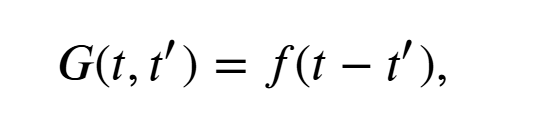 G(t, t′) = f(t − t′),